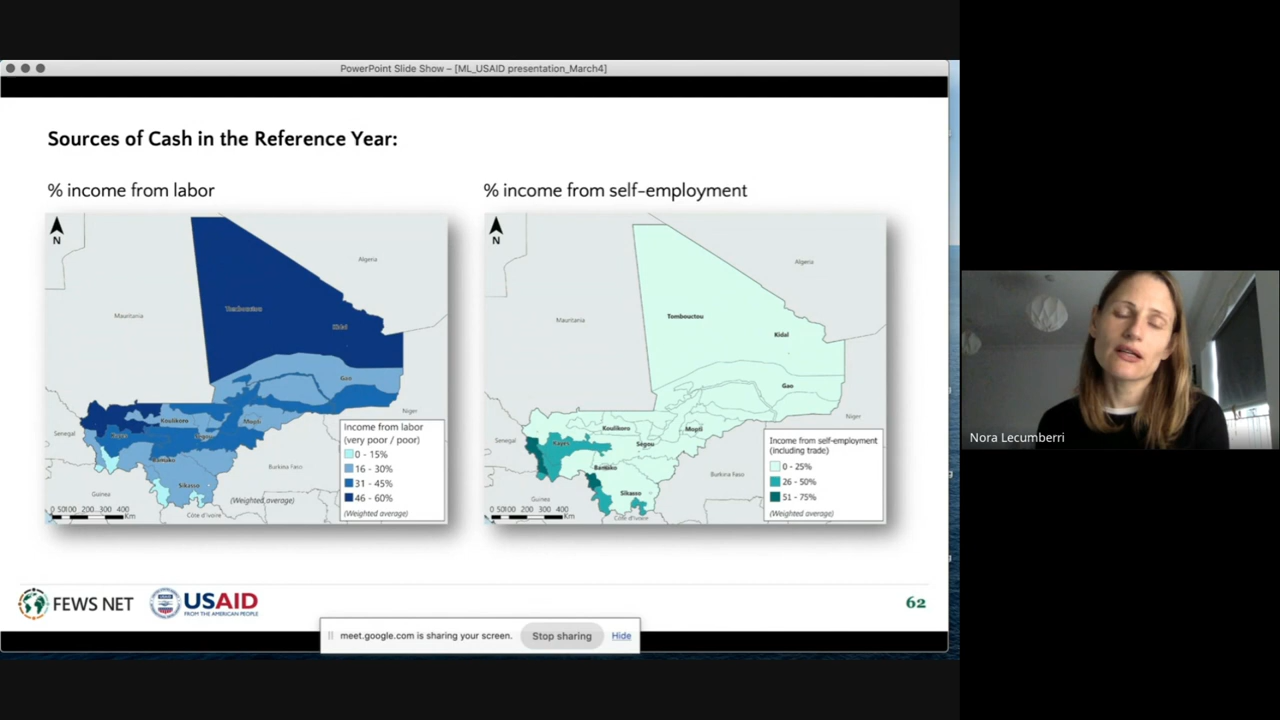 PowerPoint Slide Show – [ML_USAID presentation_March4]
Sources of Cash in the Reference Year:
% income from labor
% income from self-employment
N
Algeria
Mauritania
Tombouctou
Kidal
Gao
Niger
Senegal
Kayes
Koulikoro
Mopti
Ségou
Bamako
Sikasso
Burkina Faso
Guinea
Côte d'Ivoire
(Weighted average)
0 50100 200 300 400
Km
Income from labor
(very poor / poor)
0 - 15%
16 - 30%
31 - 45%
46 - 60%
(Weighted average)
N
Algeria
Mauritania
Tombouctou
Kidal
Gao
Niger
Senegal
Kayes
Koulikoro
Mopti
Ségou
Bamako
Sikasso
Burkina Faso
Guinea
Côte d'Ivoire
0 50100 200 300 400
Km
Income from self-employment
(including trade)
0 - 25%
26 - 50%
51 - 75%
(Weighted average)
Nora Lecumberri
FEWS NET
USAID
FROM THE AMERICAN PEOPLE
62
meet.google.com is sharing your screen.
Stop sharing
Hide